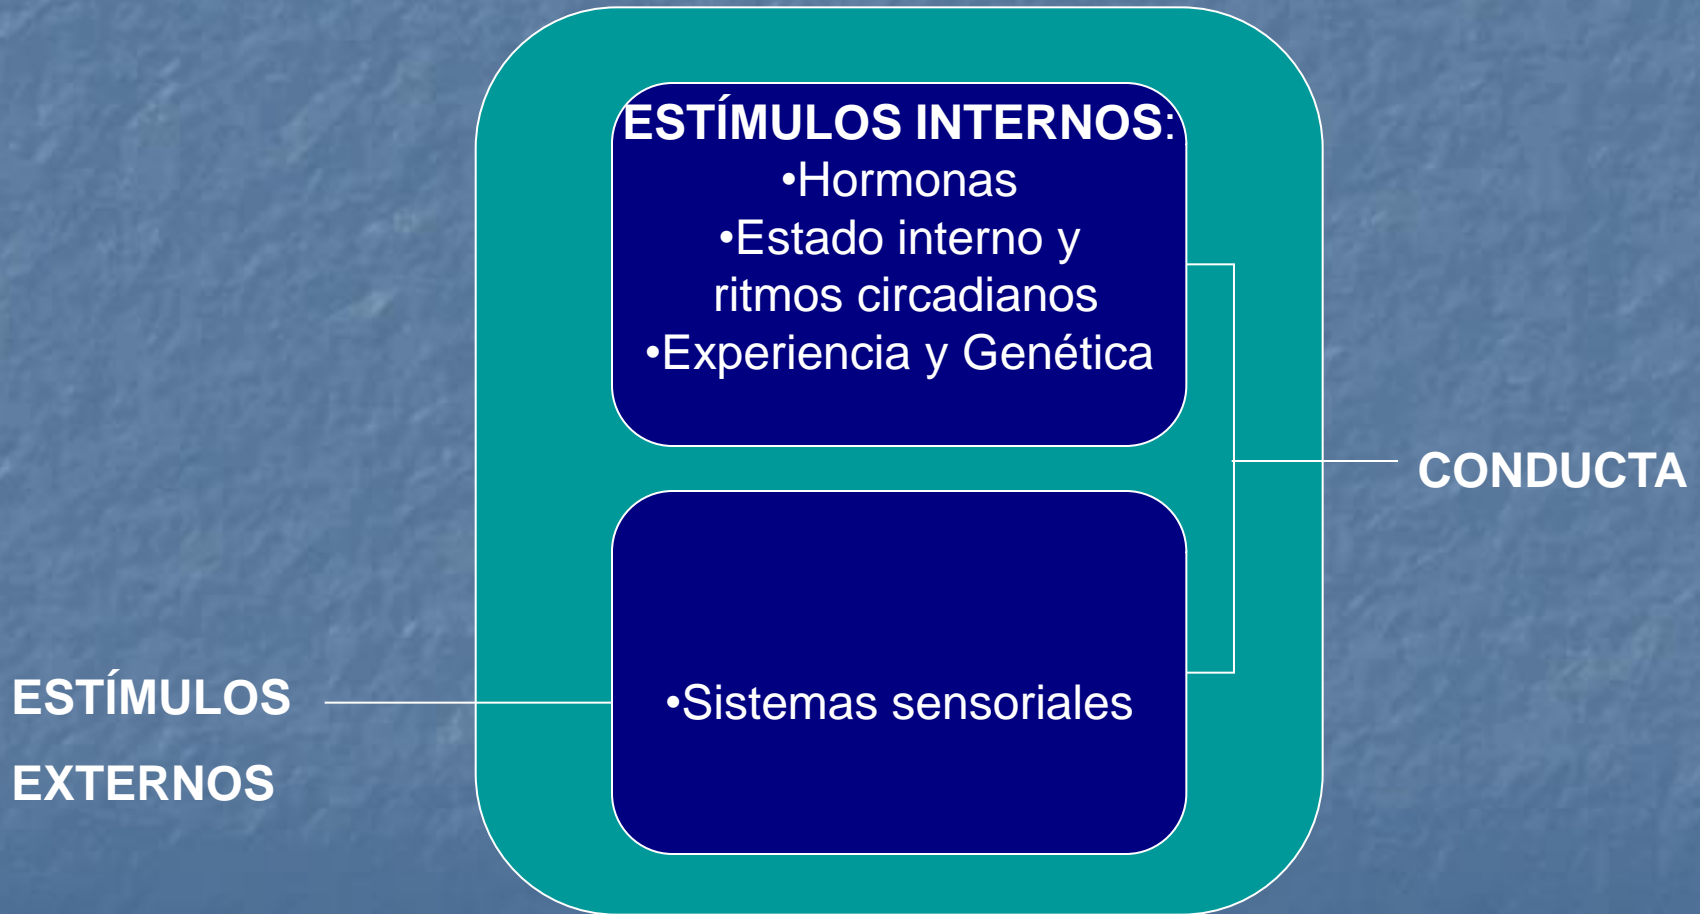 ESTÍMULOS INTERNOS:
•Hormonas
•Estado interno y
ritmos circadianos
•Experiencia y Genética
CONDUCTA
ESTÍMULOS
EXTERNOS
•Sistemas sensoriales